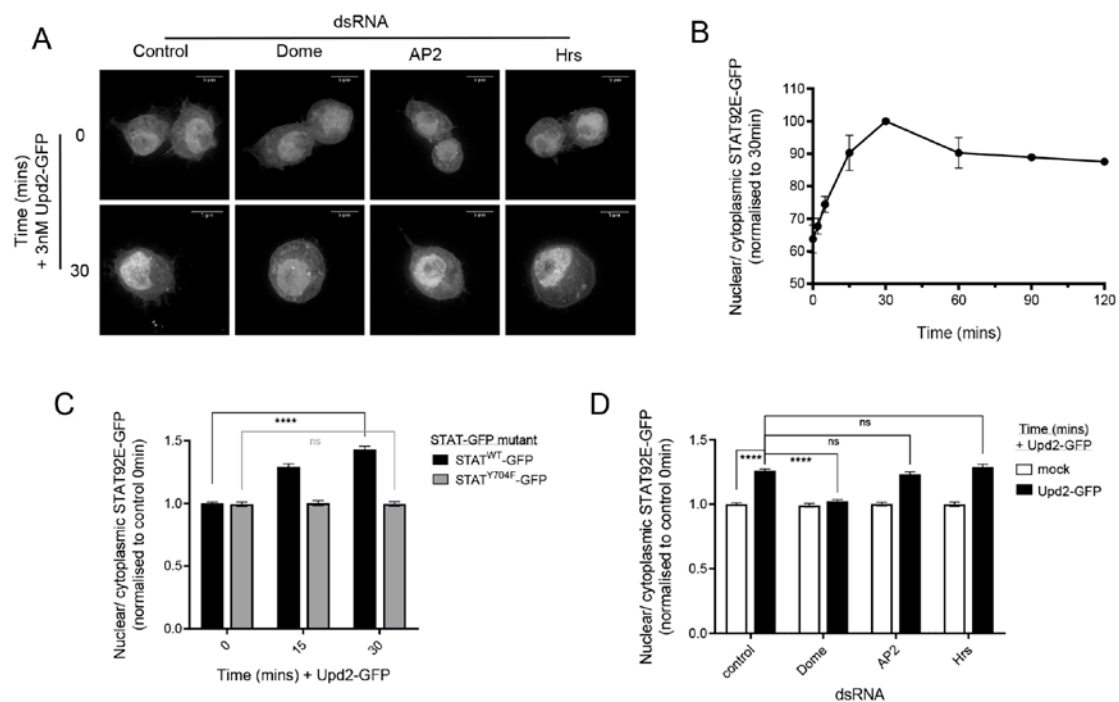 A
dsRNA
Control
Dome
AP2
Hrs
Time (mins)
+ 3nM Upd2-GFP
0
30
B
Nuclear/ cytoplasmic STAT92E-GFP
(normalised to 30min)
110
100
90
80
70
60
50
0
30
60
90
120
Time (mins)
C
Nuclear/ cytoplasmic STAT92E-GFP
(normalised to control 0min)
1.5
1.0
0.5
0.0
****
ns
STAT-GFP mutant
STATWT-GFP
STATY704F-GFP
0
15
30
Time (mins) + Upd2-GFP
D
Nuclear/ cytoplasmic STAT92E-GFP
(normalised to control 0min)
1.5
1.0
0.5
0.0
ns
ns
****
****
Time (mins)
+ Upd2-GFP
mock
Upd2-GFP
control
Dome
AP2
Hrs
dsRNA